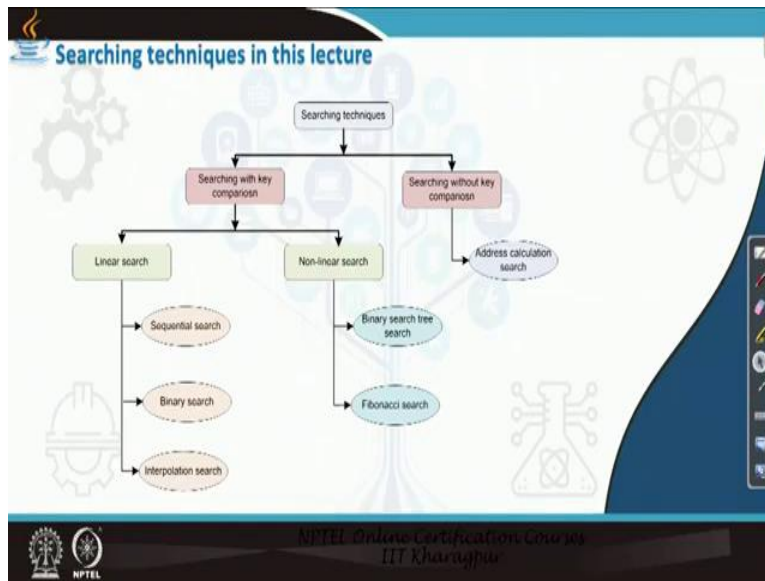 Searching techniques in this lecture
Searching techniques
Searching with key
compariosn
Searching without key
compariosn
Linear search
Non-linear search
Address calculation
search
Sequential search
Binary search tree
search
Binary search
Fibonacci search
Interpolation search
NPTEL Online Certification Courses
IIT Kharagpur
NPTEL